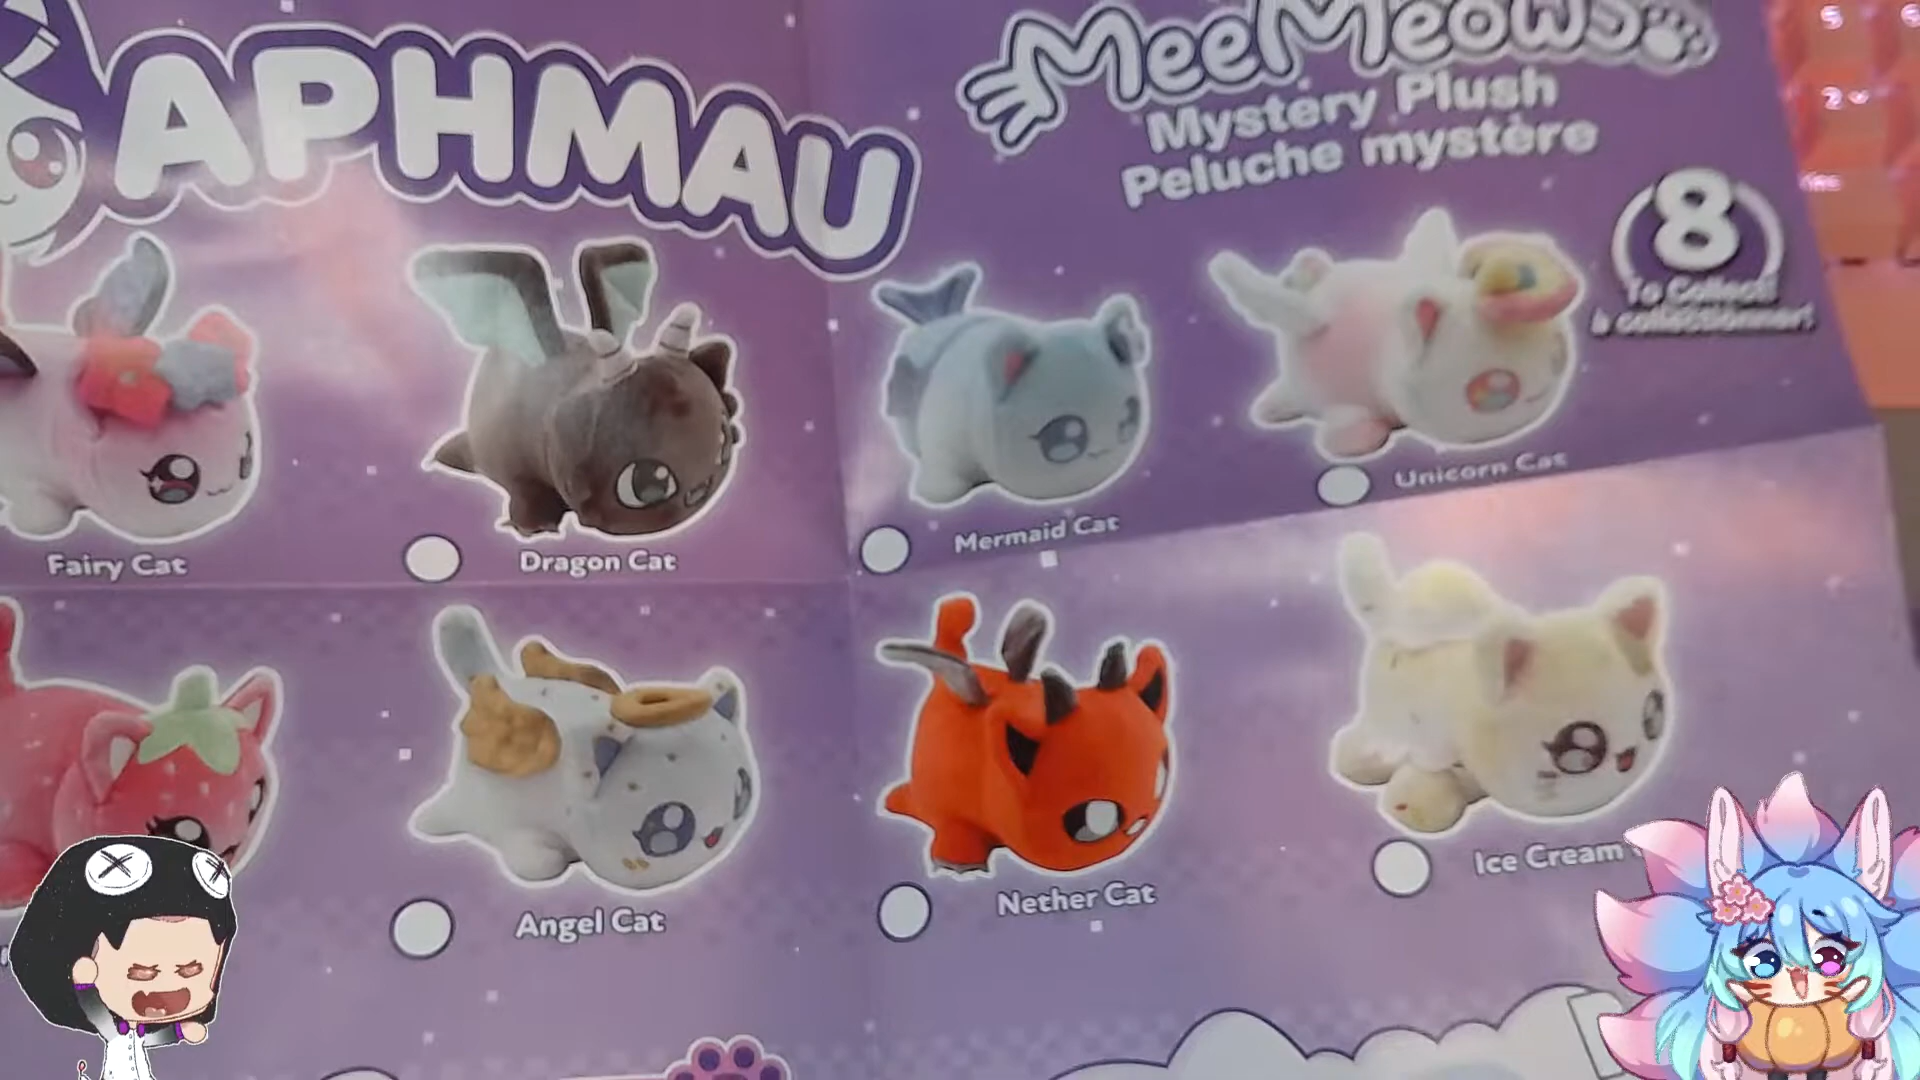 APHMAU
MeeMeows
Mystery Plush
Peluche mystère
8
To Collect!
à collectionner!
Fairy Cat
Dragon Cat
Mermaid Cat
Unicorn Cat
Angel Cat
Nether Cat
Ice Cream